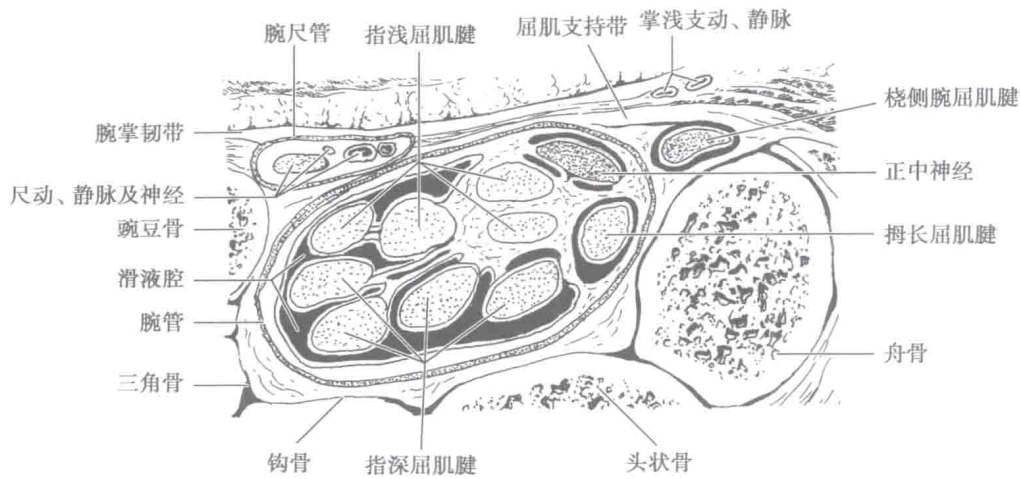 腕尺管
指浅屈肌腱
屈肌支持带
掌浅支动、静脉
桡侧腕屈肌腱
腕掌韧带
正中神经
尺动、静脉及神经
豌豆骨
拇长屈肌腱
滑液腔
腕管
舟骨
三角骨
钩骨
指深屈肌腱
头状骨